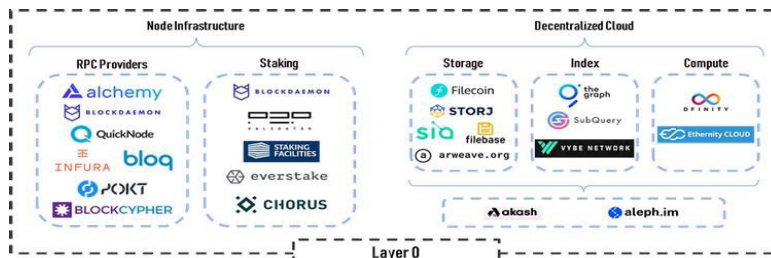 Node Infrastructure
Decentralized Cloud
RPC Providers
Staking
Storage
Index
Compute
alchemy
BLOCKDAEMON
QuickNode
INFURA
bloq
POKT
BLOCKCYPHER
BLOCKDAEMON
P2P
VALIDATOR
STAKING
FACILITIES
everstake
CHORUS
Filecoin
STORJ
sia
filebase
a arweave.org
the
graph
SubQuery
VYBE NETWORK
DFINITY
Ethernity CLOUD
akash
aleph.im
Layer 0